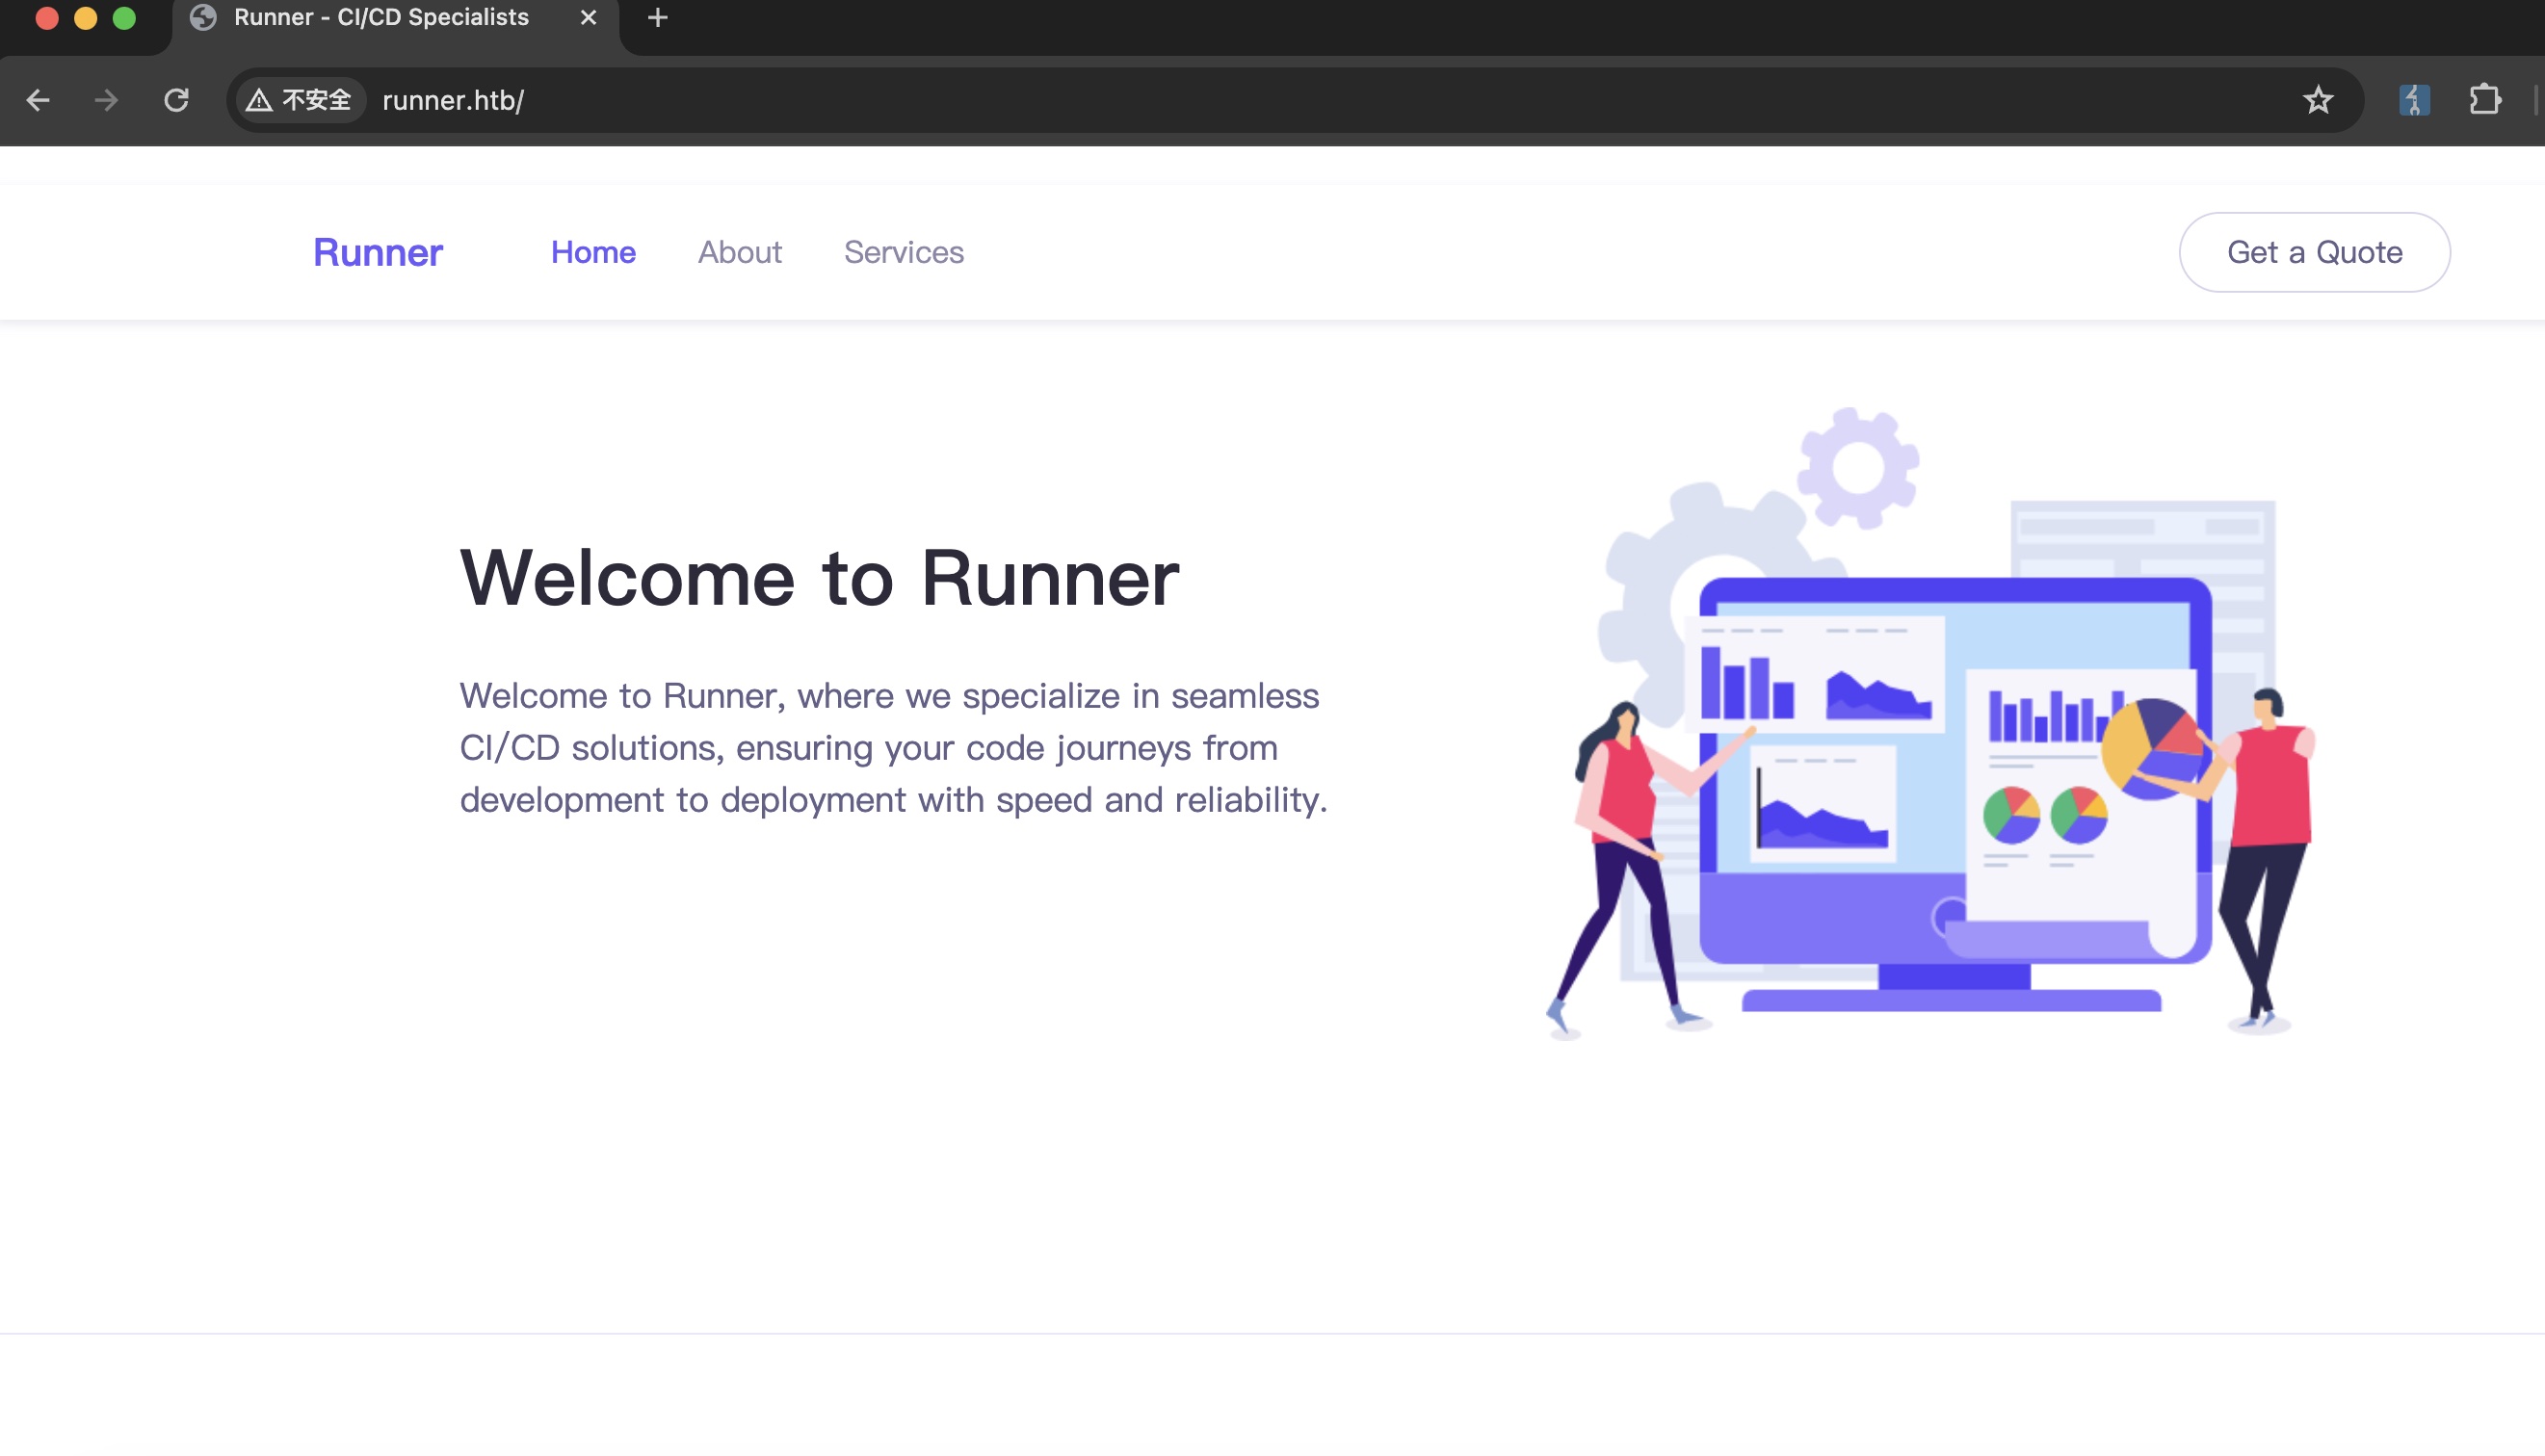 Runner - CI/CD Specialists
不安全 runner.htb/
Runner Home About Services Get a Quote
Welcome to Runner
Welcome to Runner, where we specialize in seamless
CI/CD solutions, ensuring your code journeys from
development to deployment with speed and reliability.